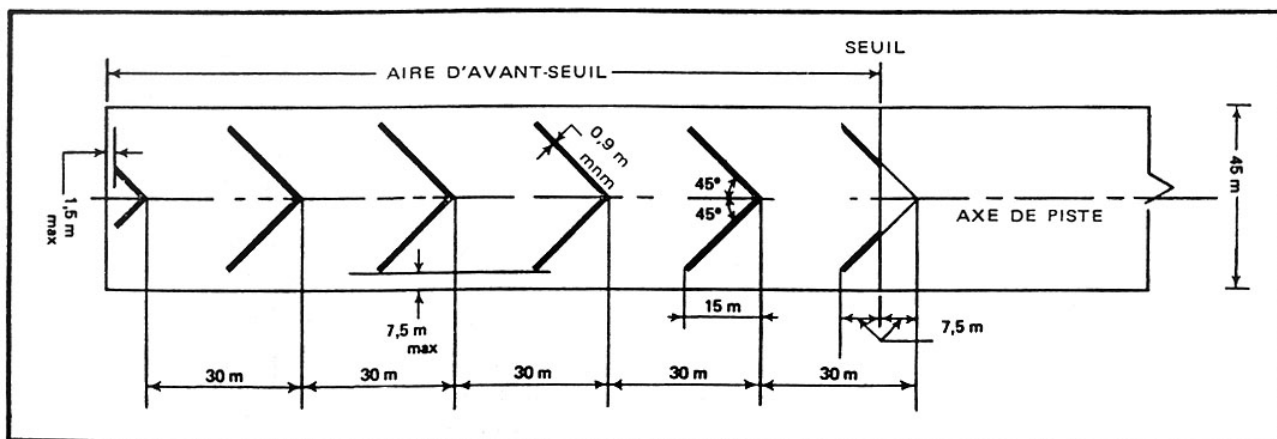 SEUIL
AIRE D'AVANT-SEUIL
0,9 m
mnm
45°
45°
1,5 m
max
45 m
AXE DE PISTE
7,5 m
max
15 m
7,5 m
30 m
30 m
30 m
30 m
30 m